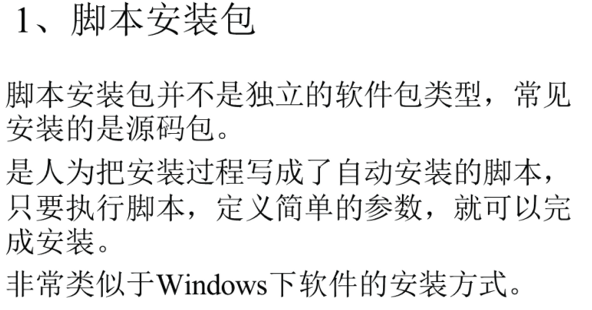 1、脚本安装包
脚本安装包并不是独立的软件包类型，常见
安装的是源码包。
是人为把安装过程写成了自动安装的脚本，
只要执行脚本，定义简单的参数，就可以完
成安装。
非常类似于Windows下软件的安装方式。